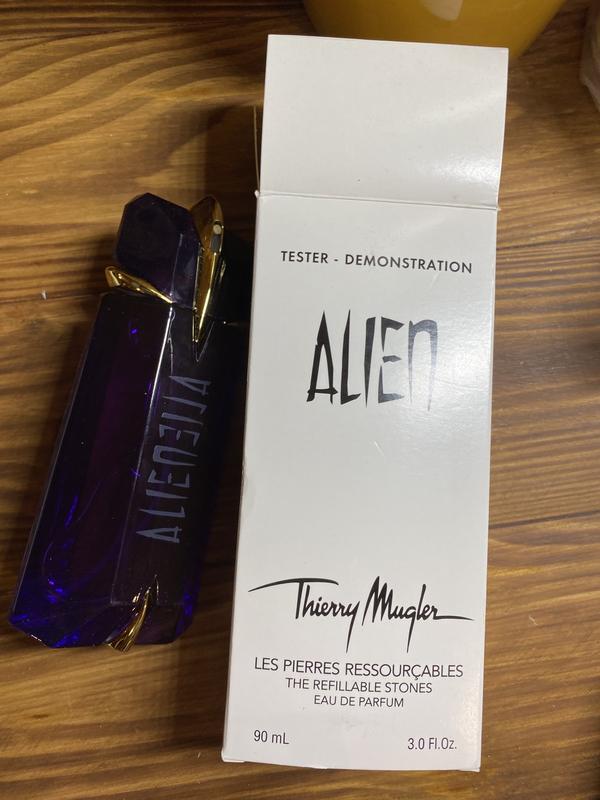 ALIEN
TESTER - DEMONSTRATION
ALIEN
Thierry Mugler
LES PIERRES RESSOURÇABLES
THE REFILLABLE STONES
EAU DE PARFUM
90 mL 3.0 Fl.Oz.